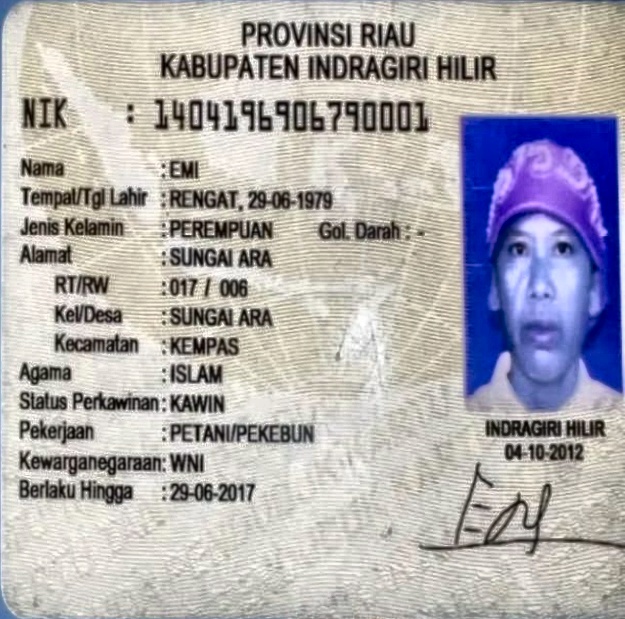 PROVINSI RIAU
KABUPATEN INDRAGIRI HILIR
NIK : 1404196906790001
Nama : EMI
Tempat/Tgl Lahir : RENGAT, 29-06-1979
Jenis Kelamin : PEREMPUAN Gol. Darah : -
Alamat : SUNGAI ARA
RT/RW : 017 / 006
Kel/Desa : SUNGAI ARA
Kecamatan : KEMPAS
Agama : ISLAM
Status Perkawinan : KAWIN
Pekerjaan : PETANI/PEKEBUN
Kewarganegaraan : WNI
Berlaku Hingga : 29-06-2017
INDRAGIRI HILIR
04-10-2012